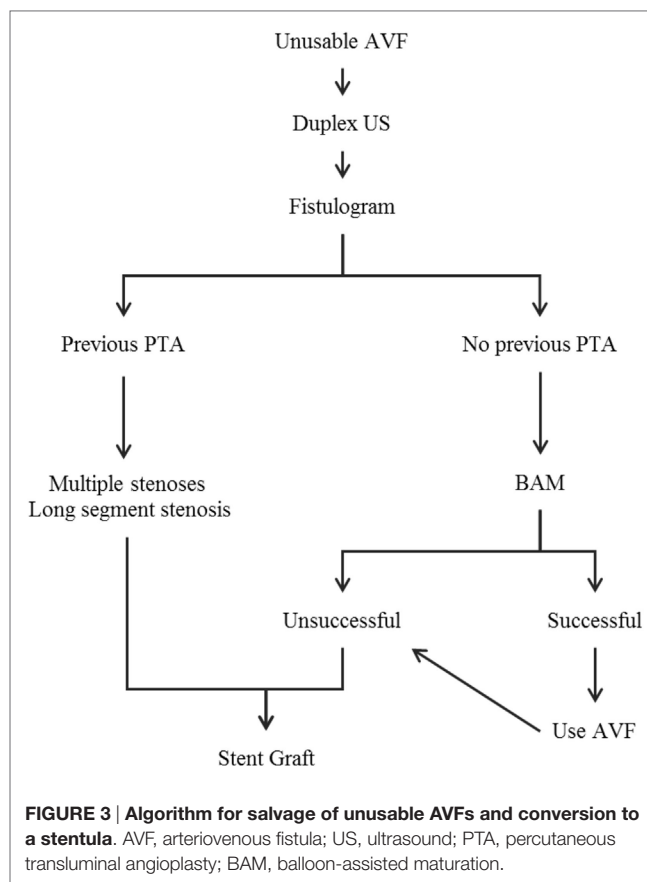 Unusable AVF
Duplex US
Fistulogram
Previous PTA
No previous PTA
Multiple stenoses
Long segment stenosis
BAM
Unsuccessful
Successful
Use AVF
Stent Graft
FIGURE 3 | Algorithm for salvage of unusable AVFs and conversion to
a stentula. AVF, arteriovenous fistula; US, ultrasound; PTA, percutaneous
transluminal angioplasty; BAM, balloon-assisted maturation.